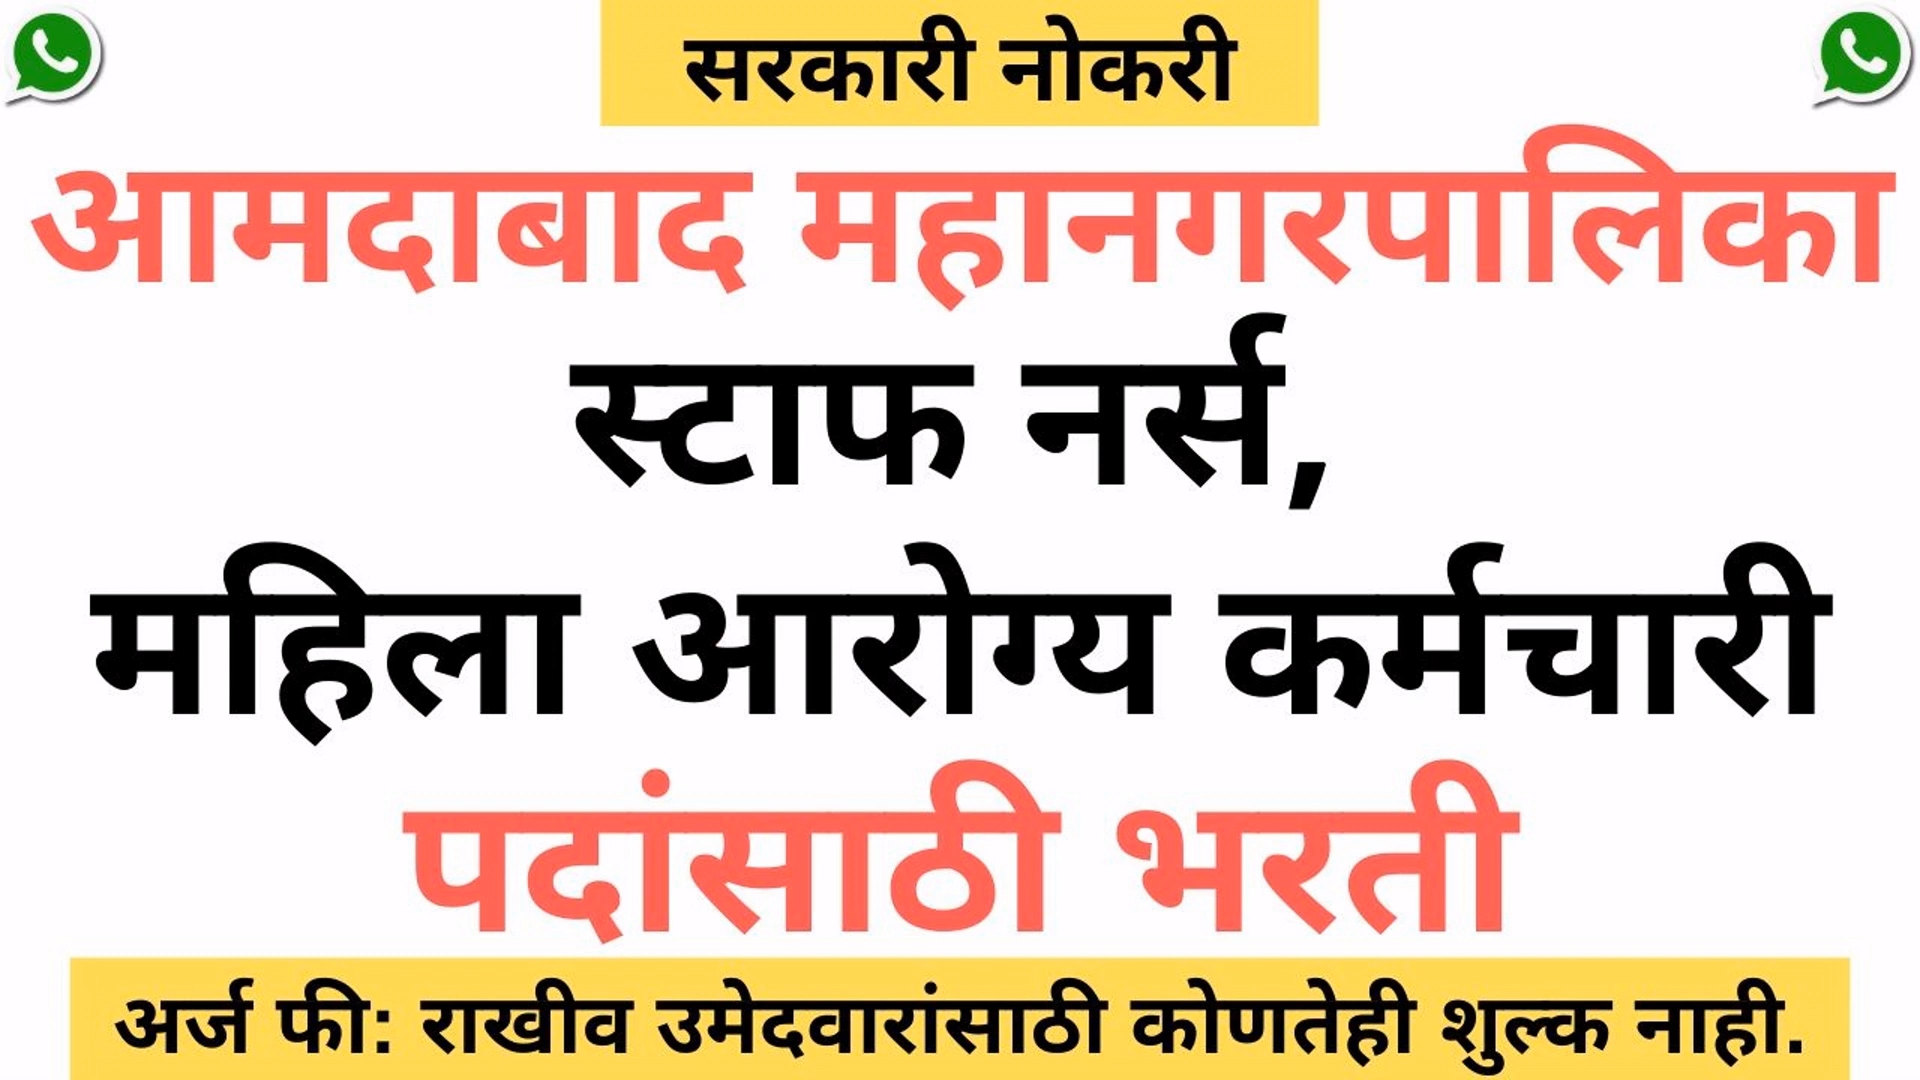 सरकारी नोकरी
आमदाबाद महानगरपालिका
स्टाफ नर्स,
महिला आरोग्य कर्मचारी
पदांसाठी भरती
अर्ज फी: राखीव उमेदवारांसाठी कोणतेही शुल्क नाही.